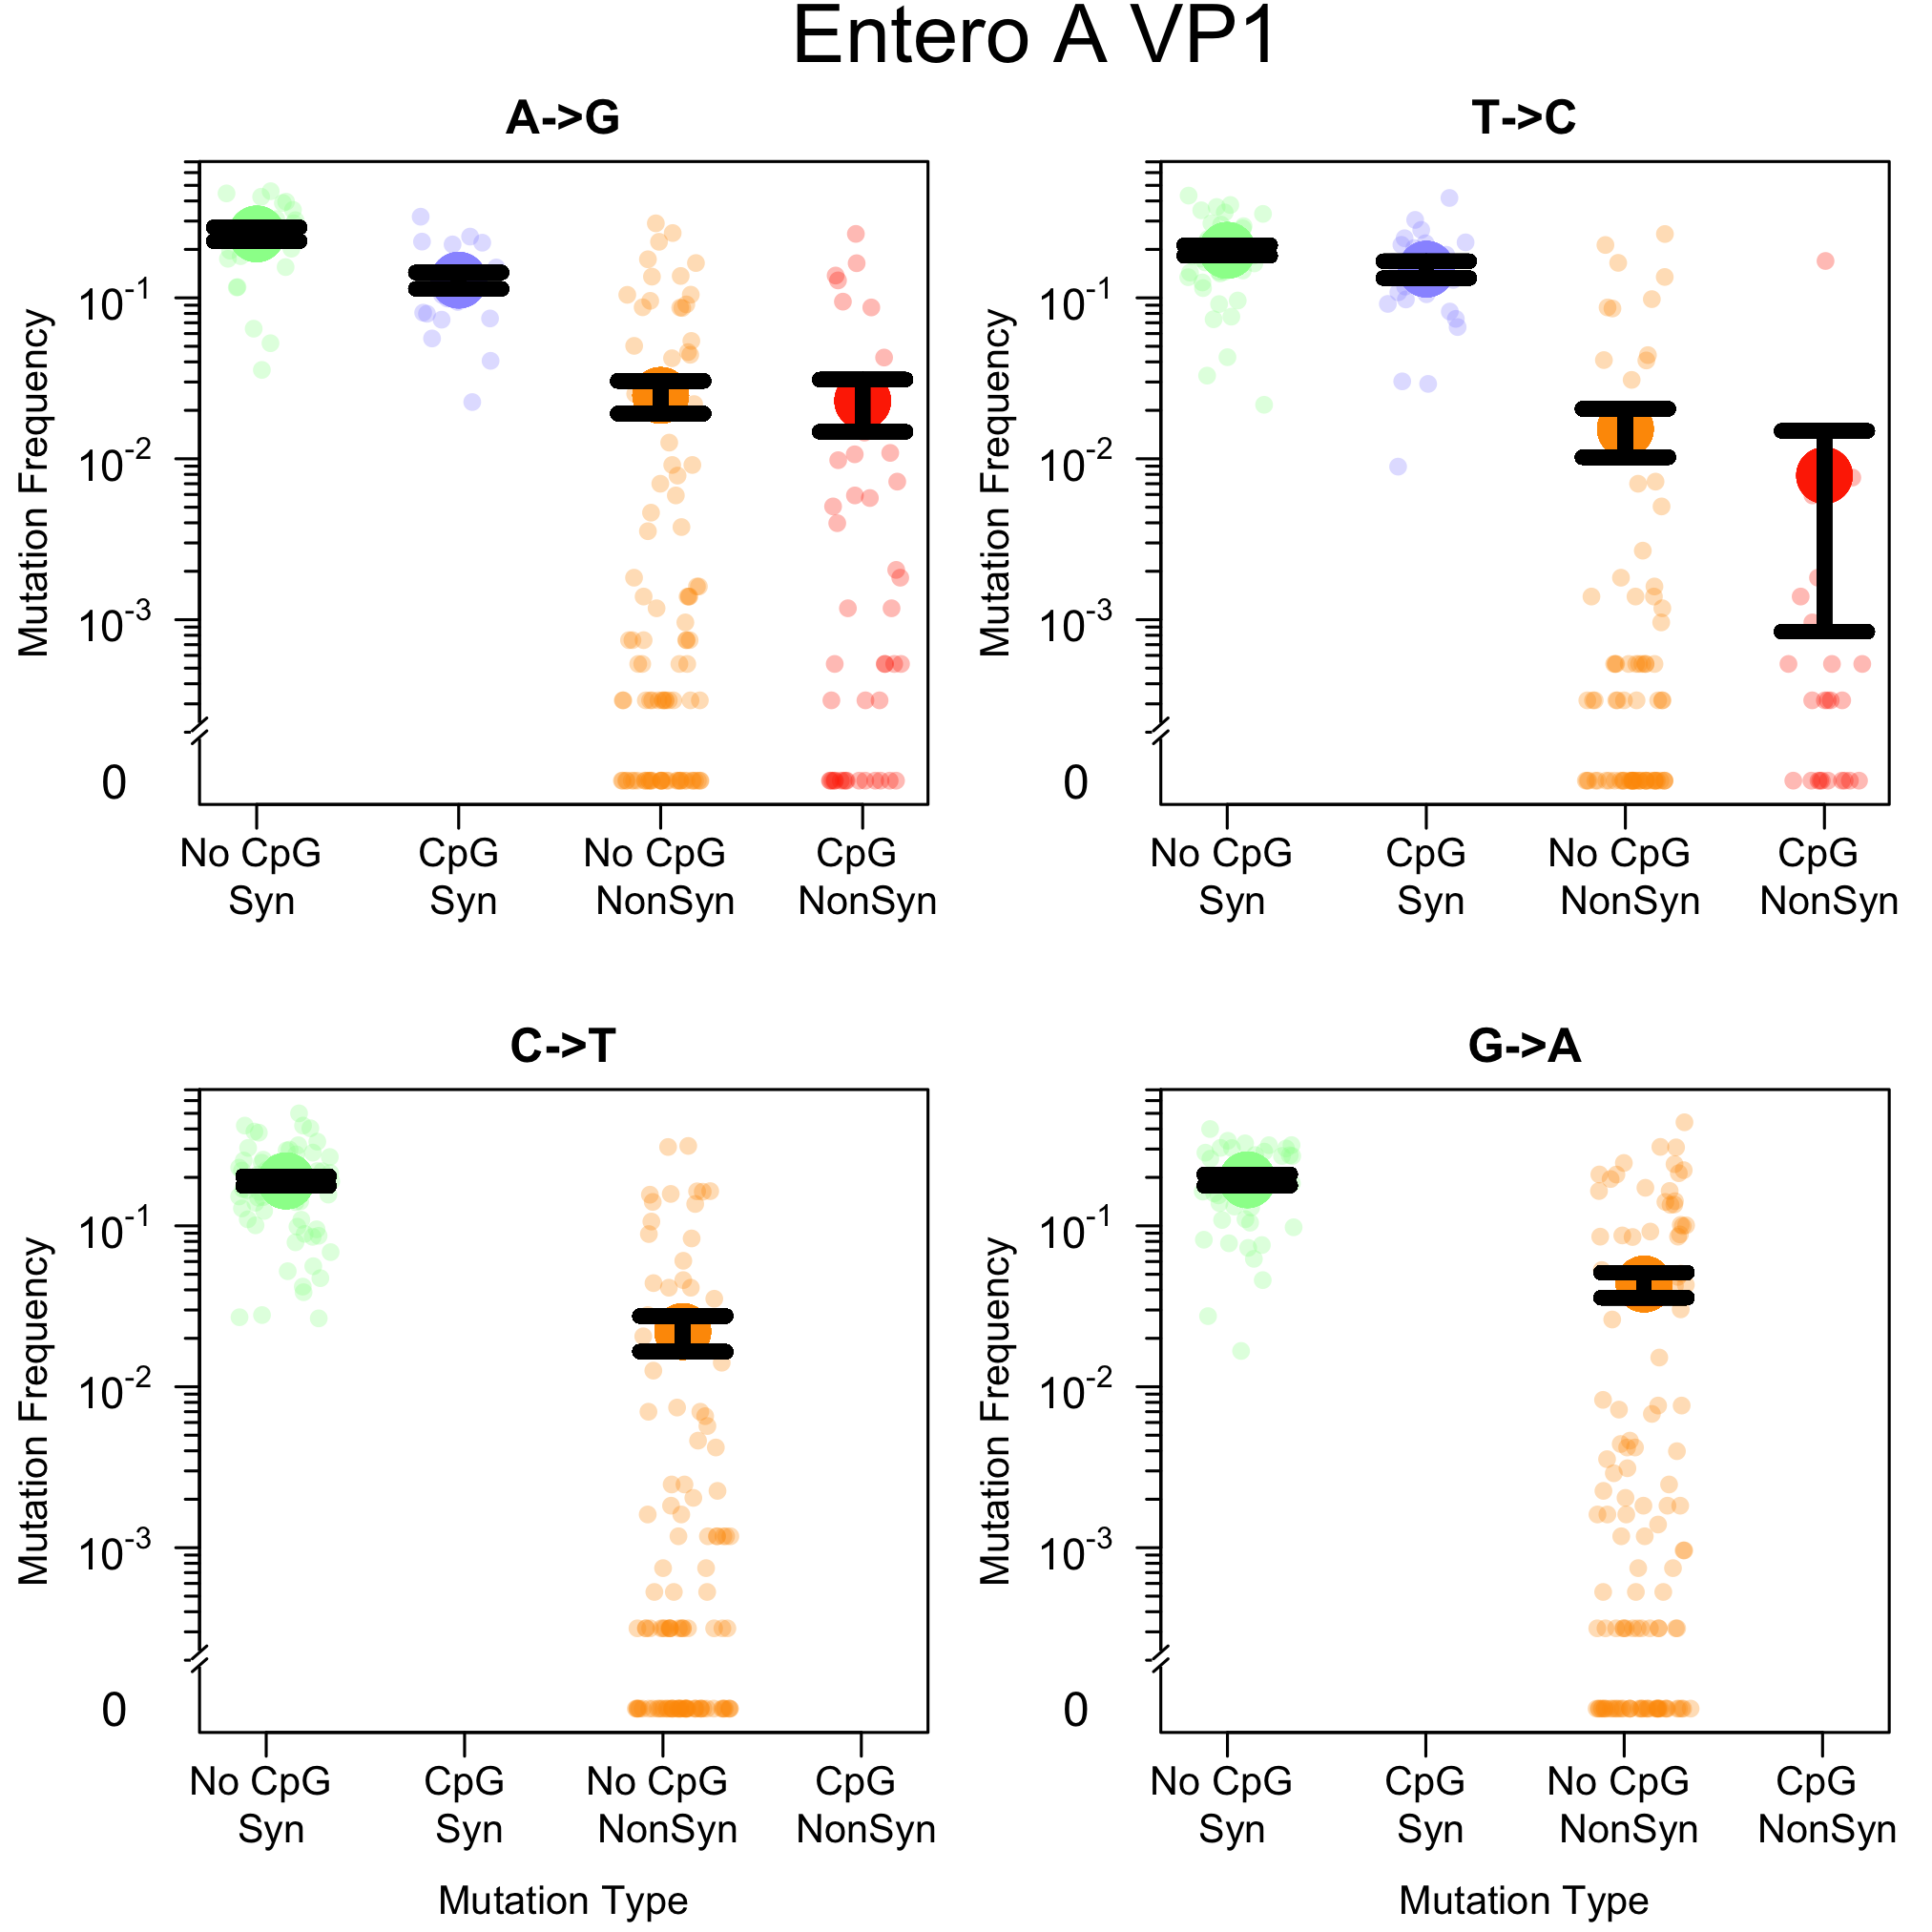 Entero A VP1
A->G
T->C
Mutation Frequency
10-1
10-2
10-3
0
No CpG CpG No CpG CpG
Syn Syn NonSyn NonSyn
Mutation Frequency
10-1
10-2
10-3
0
No CpG CpG No CpG CpG
Syn Syn NonSyn NonSyn
C->T
G->A
Mutation Frequency
10-1
10-2
10-3
0
No CpG CpG No CpG CpG
Syn Syn NonSyn NonSyn
Mutation Type
Mutation Frequency
10-1
10-2
10-3
0
No CpG CpG No CpG CpG
Syn Syn NonSyn NonSyn
Mutation Type